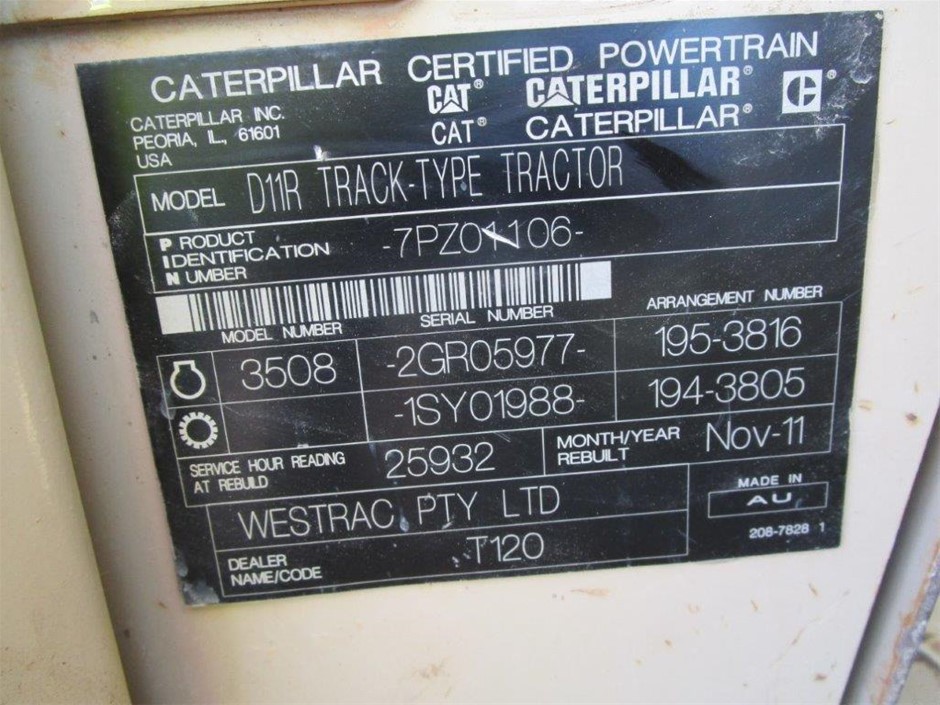 CATERPILLAR CERTIFIED POWERTRAIN
CATERPILLAR INC.
PEORIA, IL, 61601
USA
CAT® CATERPILLAR® C®
CAT® CATERPILLAR®
MODEL D11R TRACK-TYPE TRACTOR
PRODUCT
IDENTIFICATION
NUMBER
-7PZ01106-
MODEL NUMBER SERIAL NUMBER ARRANGEMENT NUMBER
3508 -2GR05977- 195-3816
-1SY01988- 194-3805
SERVICE HOUR READING
AT REBUILD
25932
MONTH/YEAR
REBUILT
Nov-11
WESTRAC PTY LTD
MADE IN
AU
DEALER
NAME/CODE
T120
208-7828 1